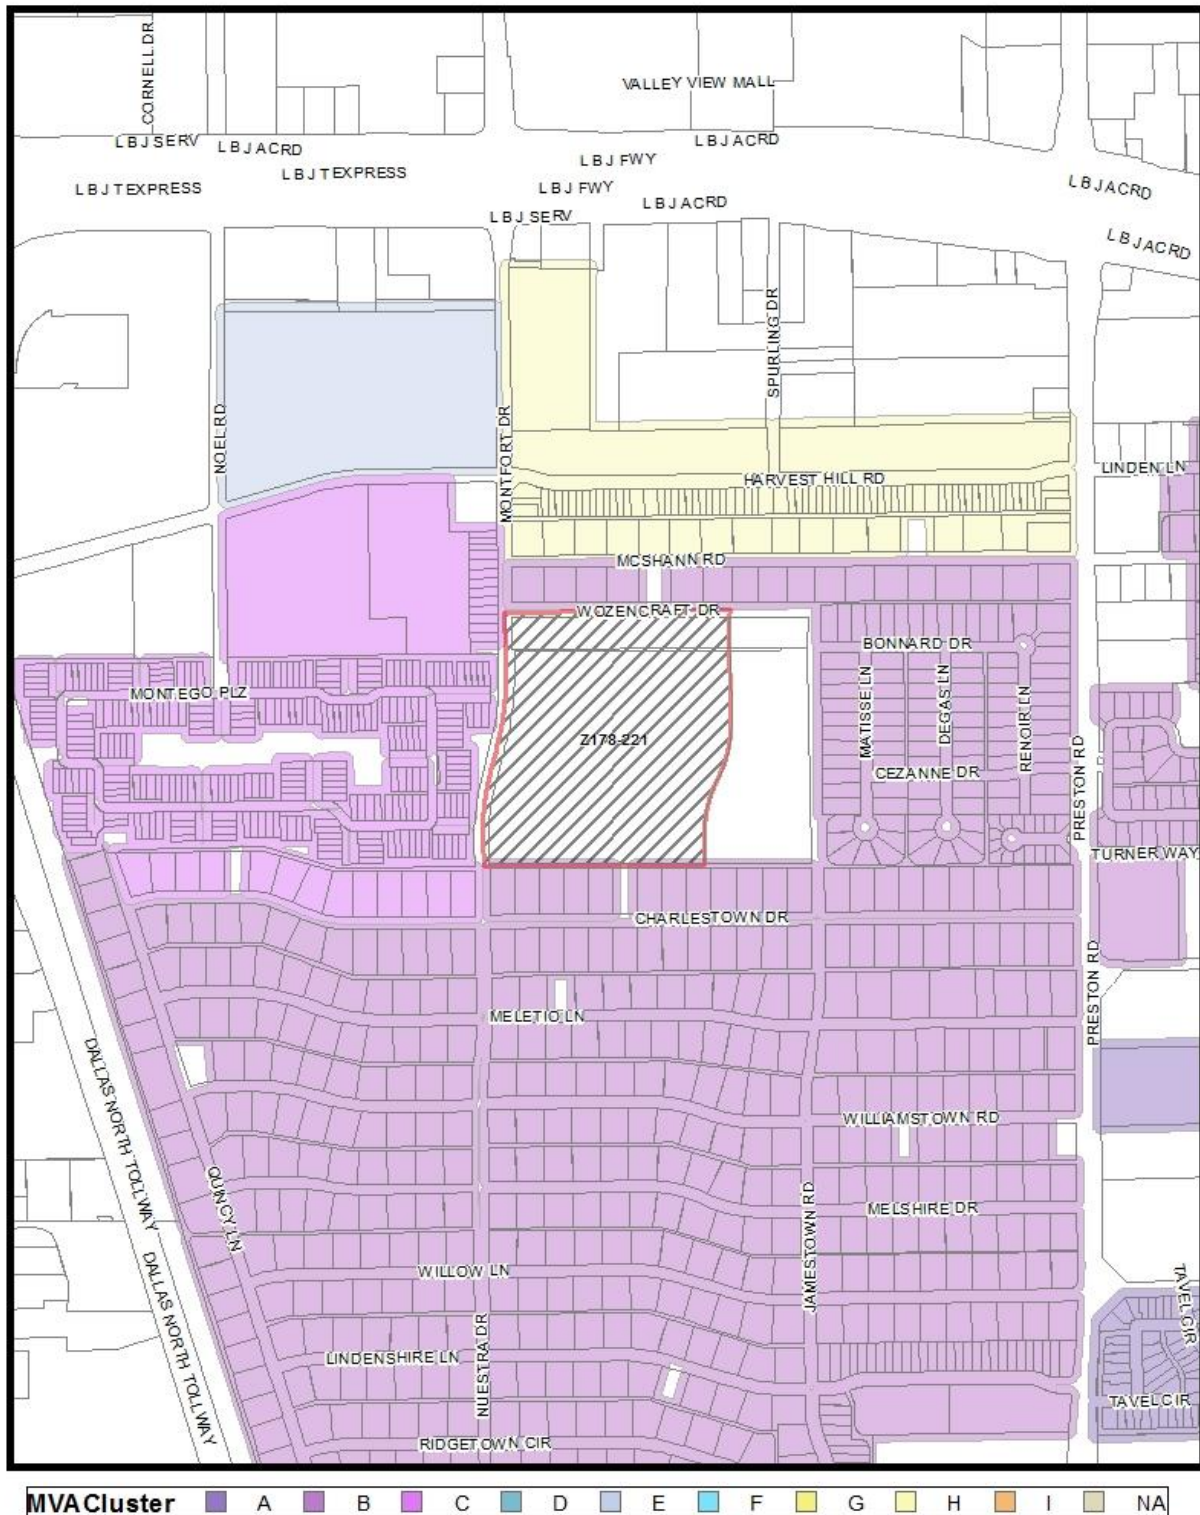 CORNELL DR
VALLEY VIEW MALL
LBJ SERV
LBJ ACRD
LBJ ACRD
LBJ FWY
LBJ TEXPRESS
LBJ TEXPRESS
LBJ FWY
LBJ ACRD
LBJ ACRD
LBJ SERV
LBJ ACRD
SPURLING DR
NOEL RD
MONTFORT DR
LINDEN LN
HARVEST HILL RD
MCSHANN RD
WOZENCRAFT DR
BONNARD DR
MONTEGO PLZ
MATISSE LN
DEGAS LN
RENOIR LN
Z178-221
CEZANNE DR
PRESTON RD
TURNER WAY
CHARLESTOWN DR
PRESTON RD
MELETIO LN
DALLAS NORTH TOLLWAY
WILLIAMSTOWN RD
QUINCY LN
MELSHIRE DR
JAMESTOWN RD
WILLOW LN
DALLAS NORTH TOLLWAY
TAVEL CIR
NUESTRA DR
LINDENSHIRE LN
TAVEL CIR
RIDGETOWN CIR
MVA Cluster A B C D E F G H I NA